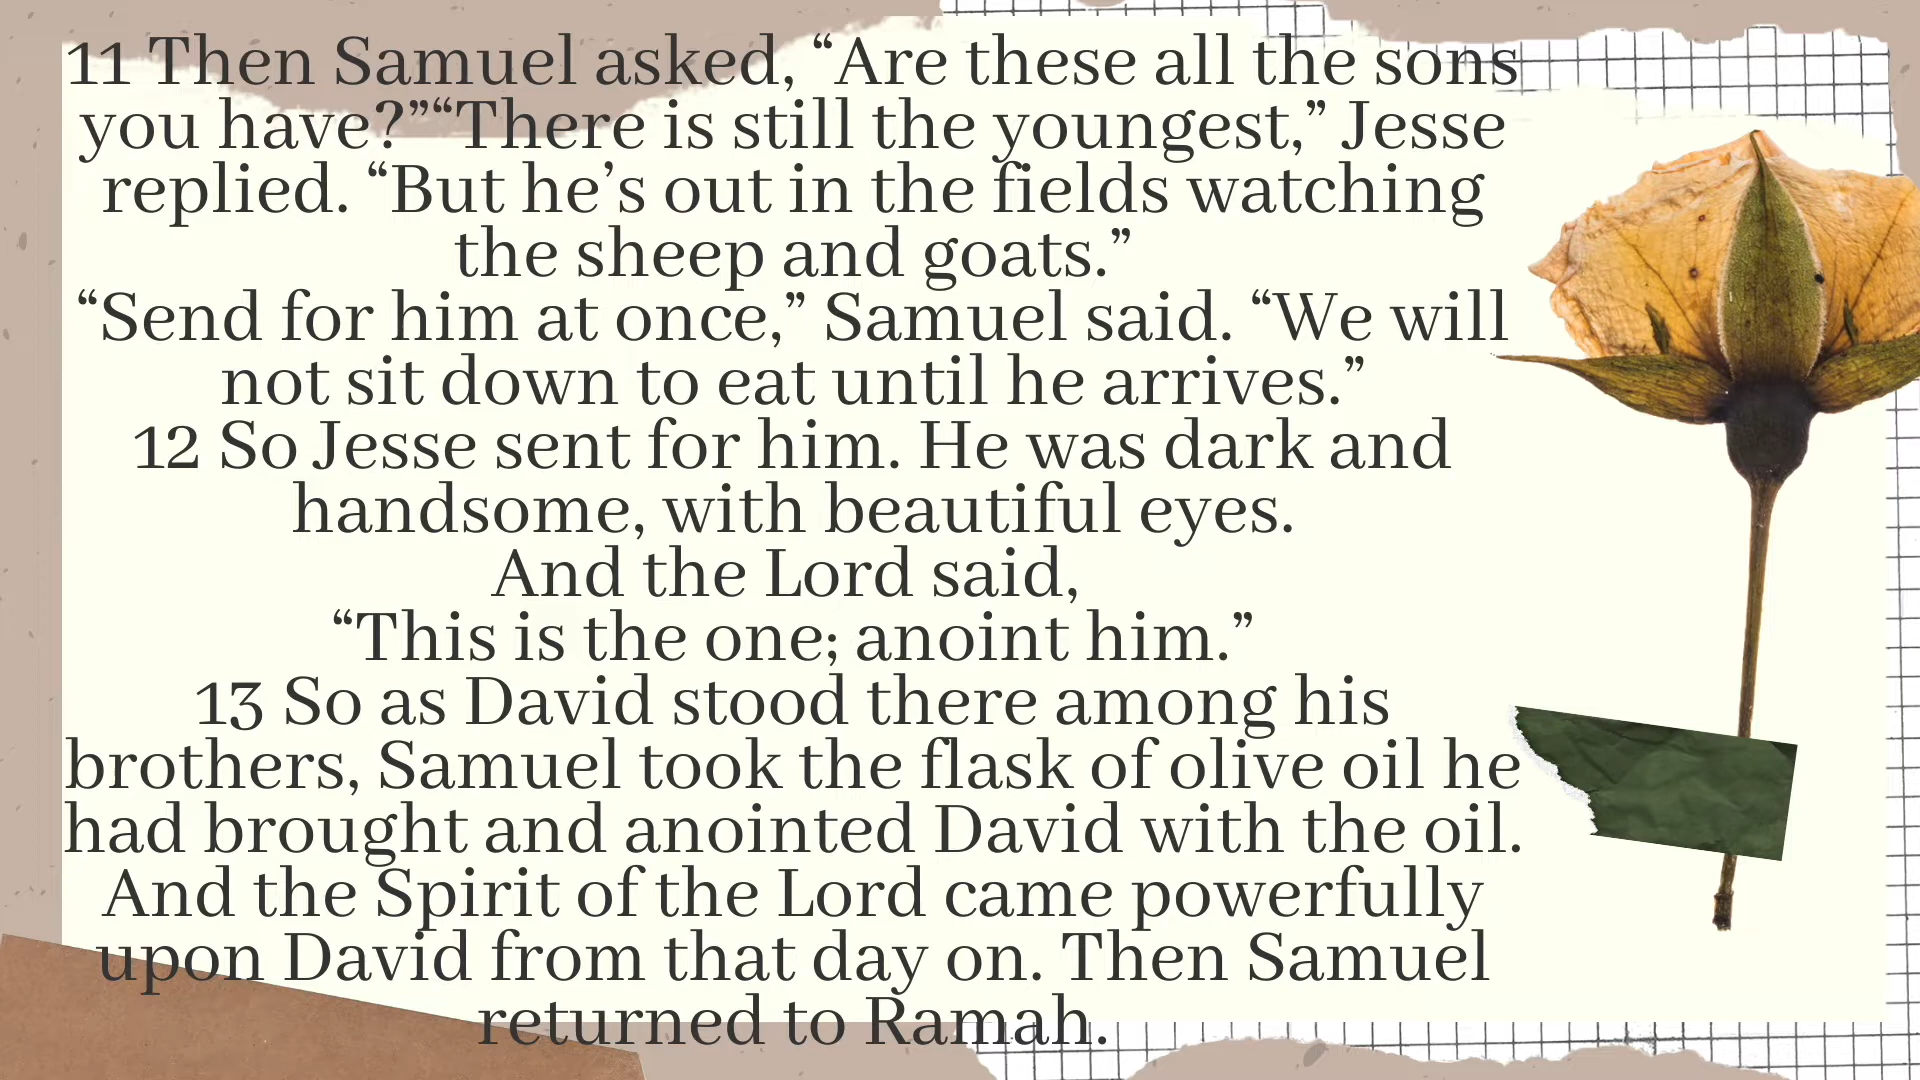 11 Then Samuel asked, “Are these all the sons
you have?”“There is still the youngest,” Jesse
replied. “But he’s out in the fields watching
the sheep and goats.”
“Send for him at once,” Samuel said. “We will
not sit down to eat until he arrives.”
12 So Jesse sent for him. He was dark and
handsome, with beautiful eyes.
And the Lord said,
“This is the one; anoint him.”
13 So as David stood there among his
brothers, Samuel took the flask of olive oil he
had brought and anointed David with the oil.
And the Spirit of the Lord came powerfully
upon David from that day on. Then Samuel
returned to Ramah.